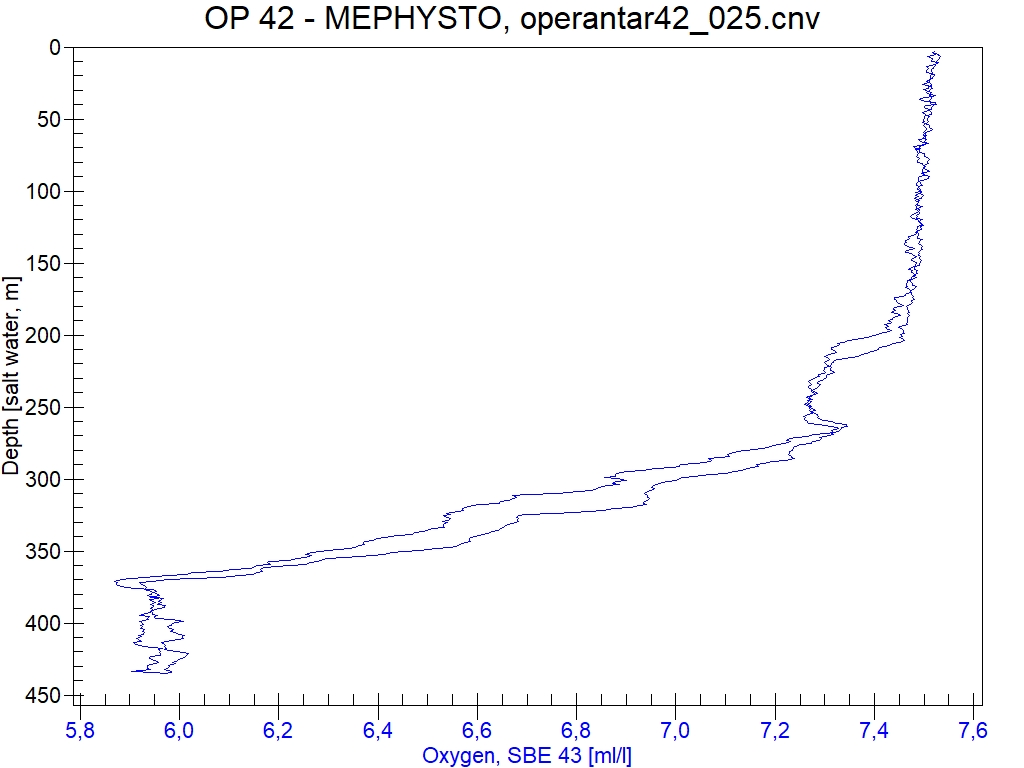 OP 42 - MEPHYSTO, operantar42_025.cnv
0
50
100
150
200
250
300
350
400
450
Depth [salt water, m]
5,8 6,0 6,2 6,4 6,6 6,8 7,0 7,2 7,4 7,6
Oxygen, SBE 43 [ml/l]